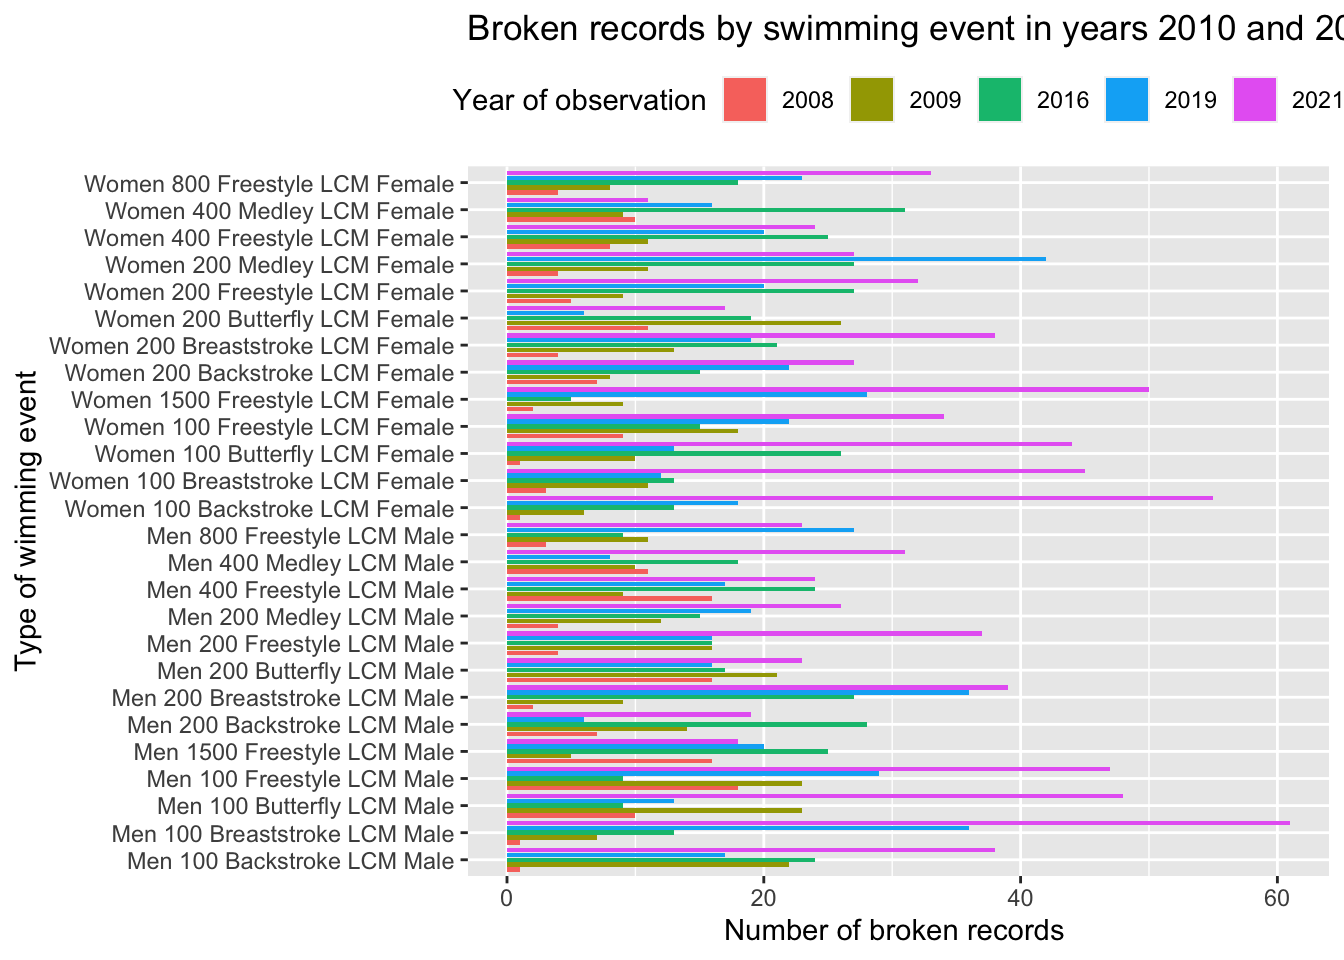 Broken records by swimming event in years 2010 and 20
Year of observation 2008 2009 2016 2019 2021
Type of wimming event
Women 800 Freestyle LCM Female
Women 400 Medley LCM Female
Women 400 Freestyle LCM Female
Women 200 Medley LCM Female
Women 200 Freestyle LCM Female
Women 200 Butterfly LCM Female
Women 200 Breaststroke LCM Female
Women 200 Backstroke LCM Female
Women 1500 Freestyle LCM Female
Women 100 Freestyle LCM Female
Women 100 Butterfly LCM Female
Women 100 Breaststroke LCM Female
Women 100 Backstroke LCM Female
Men 800 Freestyle LCM Male
Men 400 Medley LCM Male
Men 400 Freestyle LCM Male
Men 200 Medley LCM Male
Men 200 Freestyle LCM Male
Men 200 Butterfly LCM Male
Men 200 Breaststroke LCM Male
Men 200 Backstroke LCM Male
Men 1500 Freestyle LCM Male
Men 100 Freestyle LCM Male
Men 100 Butterfly LCM Male
Men 100 Breaststroke LCM Male
Men 100 Backstroke LCM Male
0 20 40 60
Number of broken records